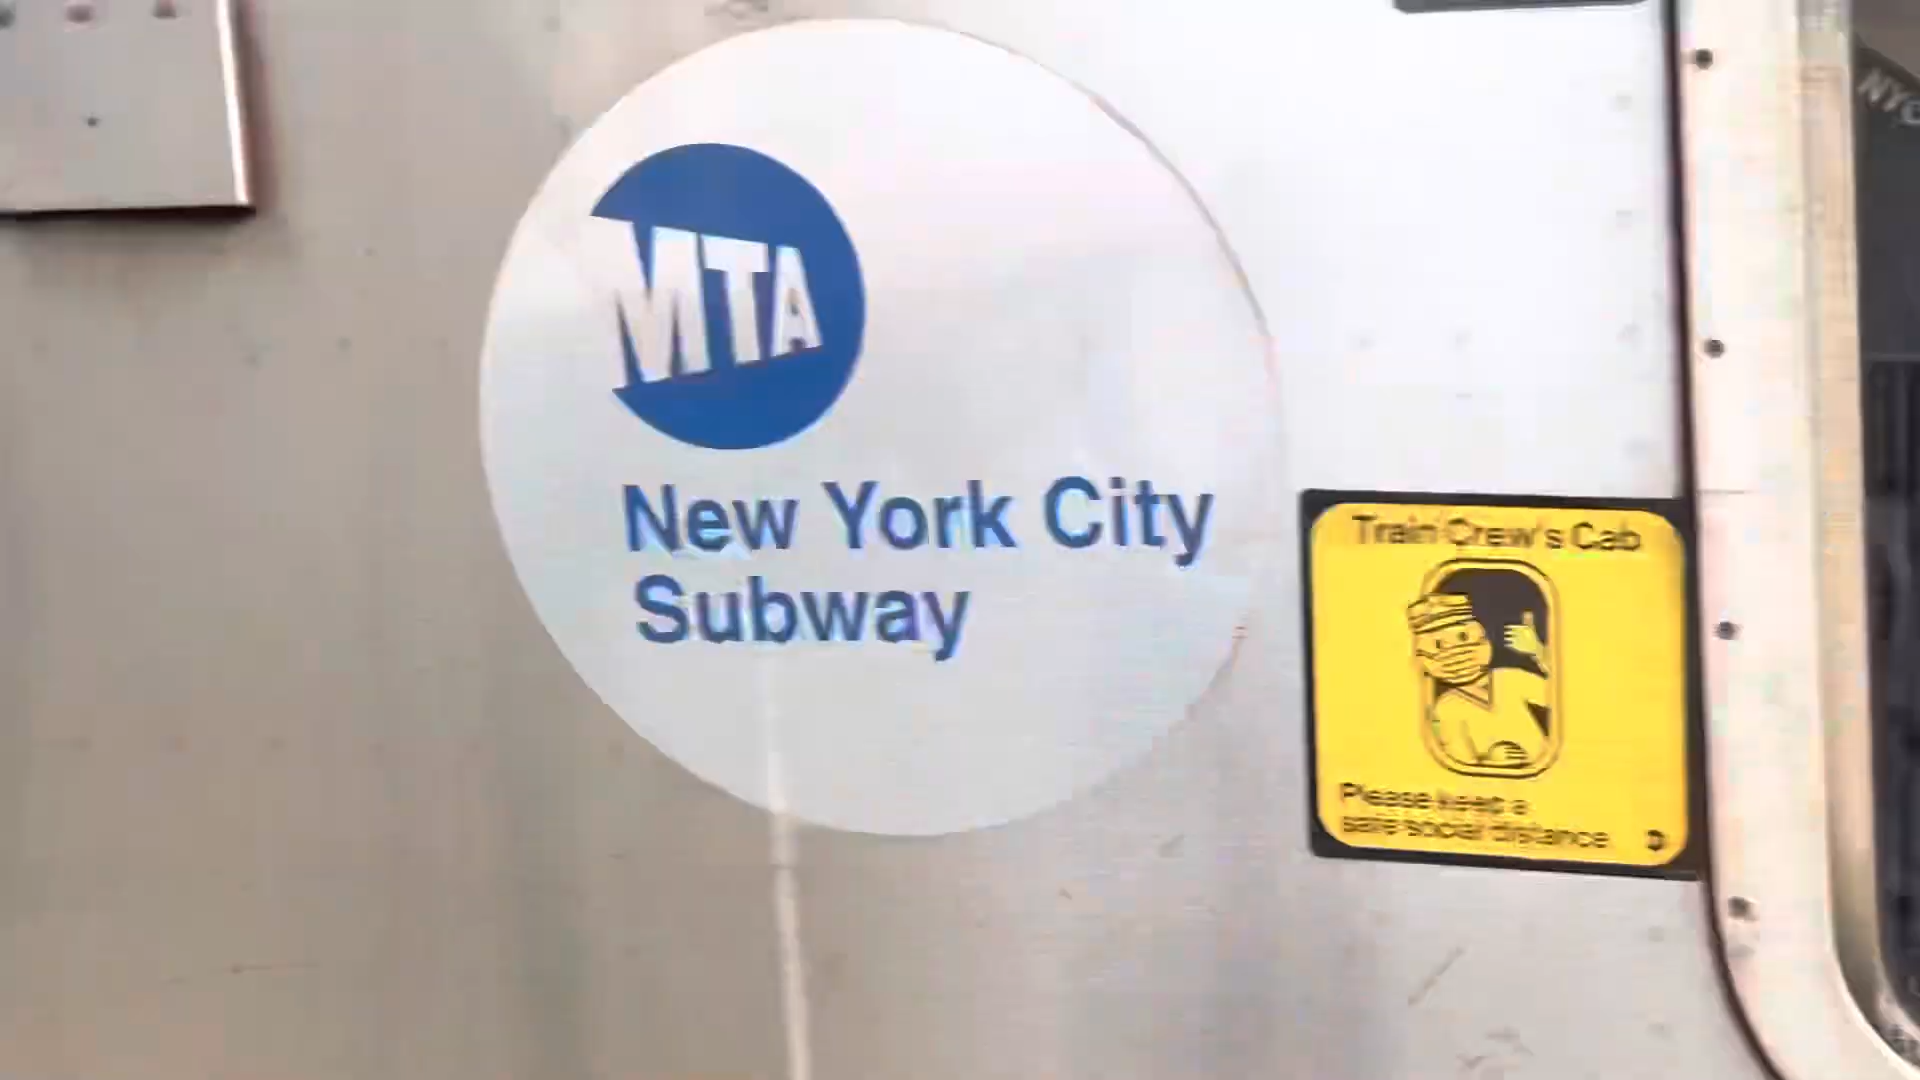 MTA
New York City
Subway
Train Crew's Cab
Please keep a
safe social distance